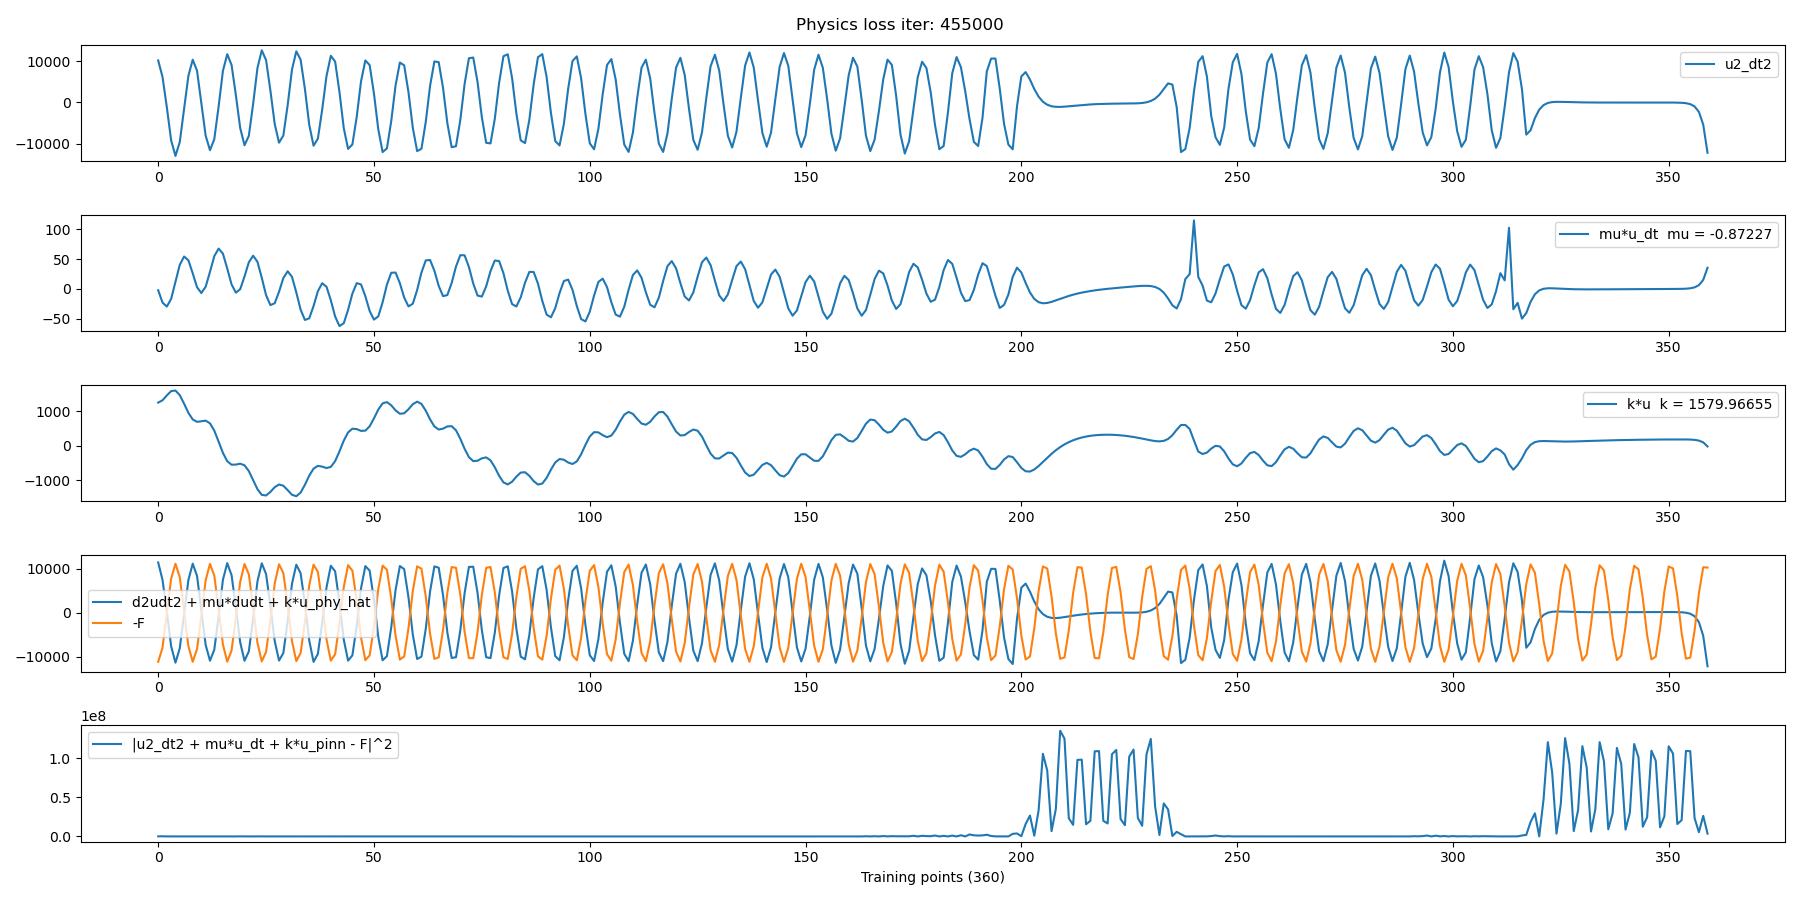 Physics loss iter: 455000
10000
0
−10000
u2_dt2
0 50 100 150 200 250 300 350
100
50
0
−50
mu*u_dt  mu = -0.87227
0 50 100 150 200 250 300 350
1000
0
−1000
k*u  k = 1579.96655
0 50 100 150 200 250 300 350
10000
0
−10000
d2udt2 + mu*dudt + k*u_phy_hat
-F
0 50 100 150 200 250 300 350
1e8
1.0
0.5
0.0
|u2_dt2 + mu*u_dt + k*u_pinn - F|^2
0 50 100 150 200 250 300 350
Training points (360)